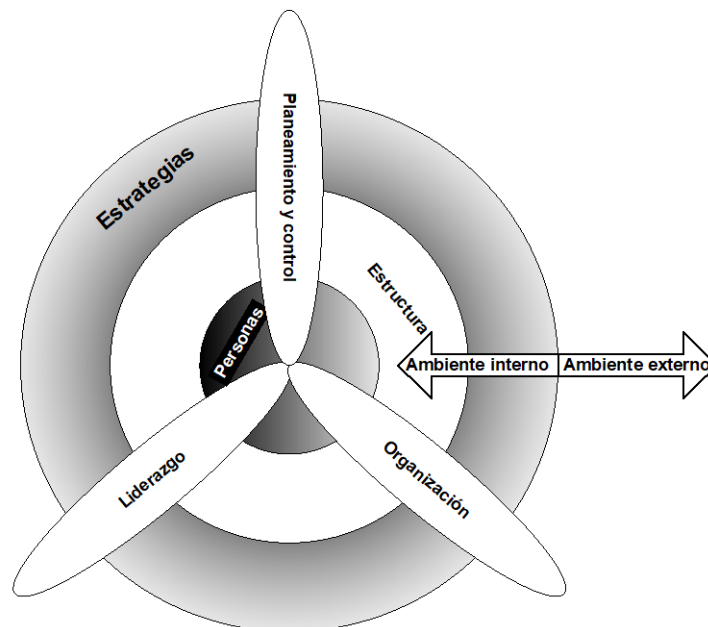 Planeamiento y control
Estrategias
Estructura
Personas
Ambiente interno
Ambiente externo
Liderazgo
Organización